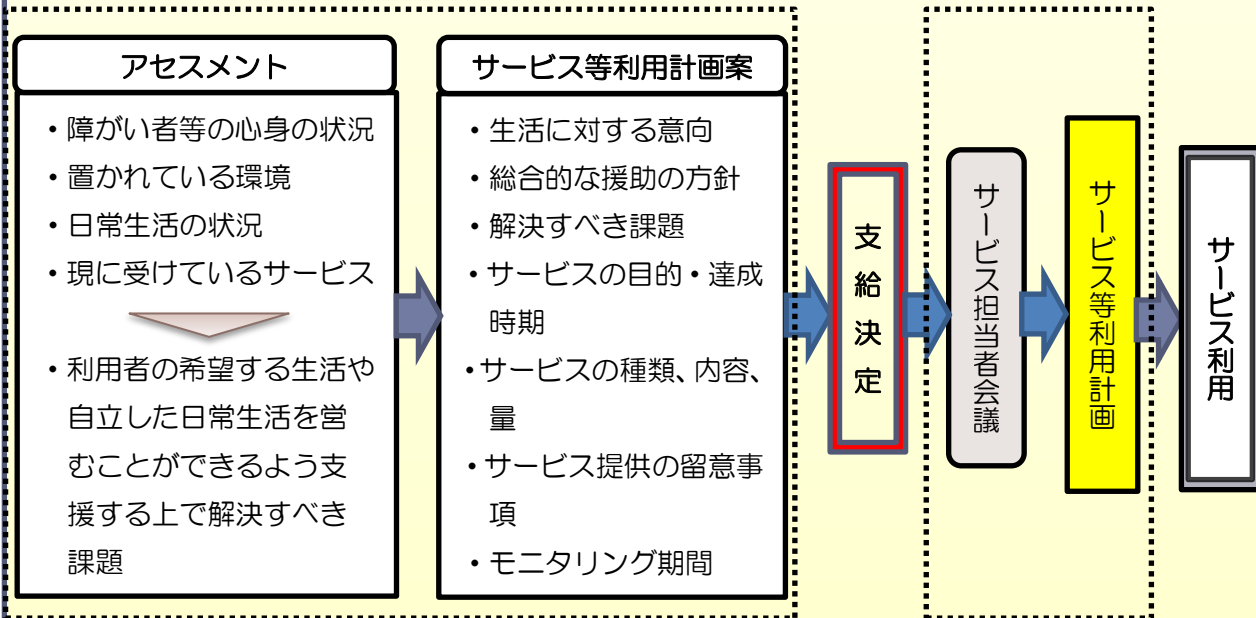 アセスメント
・障がい者等の心身の状況
・置かれている環境
・日常生活の状況
・現に受けているサービス
・利用者の希望する生活や
自立した日常生活を営
むことができるよう支
援する上で解決すべき
課題
サービス等利用計画案
・生活に対する意向
・総合的な援助の方針
・解決すべき課題
・サービスの目的・達成
時期
・サービスの種類、内容、
量
・サービス提供の留意事
項
・モニタリング期間
支給決定
サービス担当者会議
サービス等利用計画
サービス利用